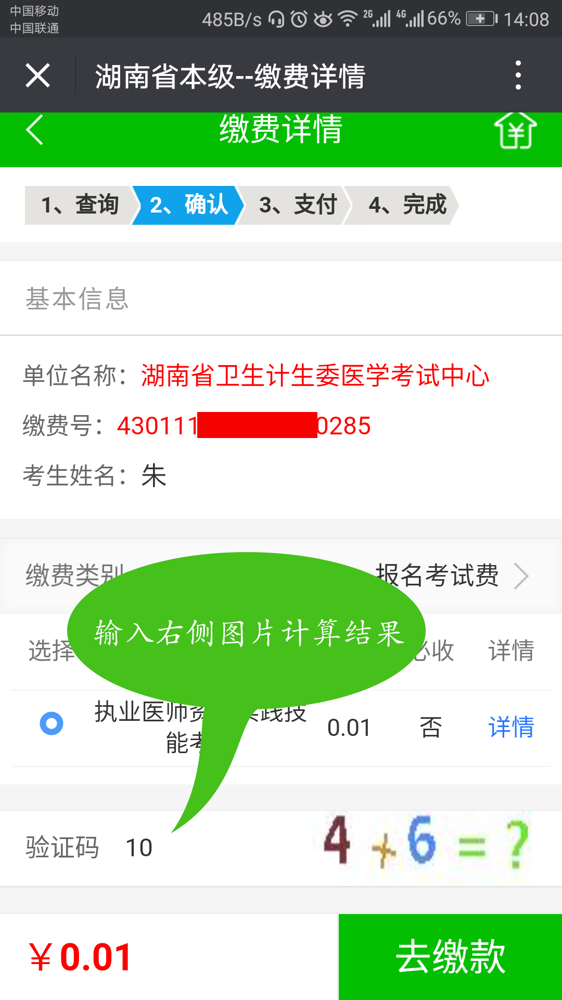 中国移动
中国联通
485B/s 2G 4G 66% 14:08
湖南省本级--缴费详情
缴费详情
1、查询 2、确认 3、支付 4、完成
基本信息
单位名称：湖南省卫生计生委医学考试中心
缴费号：430111 0285
考生姓名：朱
缴费类别 报名考试费
输入右侧图片计算结果
选择 必收 详情
执业医师资 实践技
能考 0.01 否 详情
验证码 10 4 + 6 = ?
￥0.01 去缴款